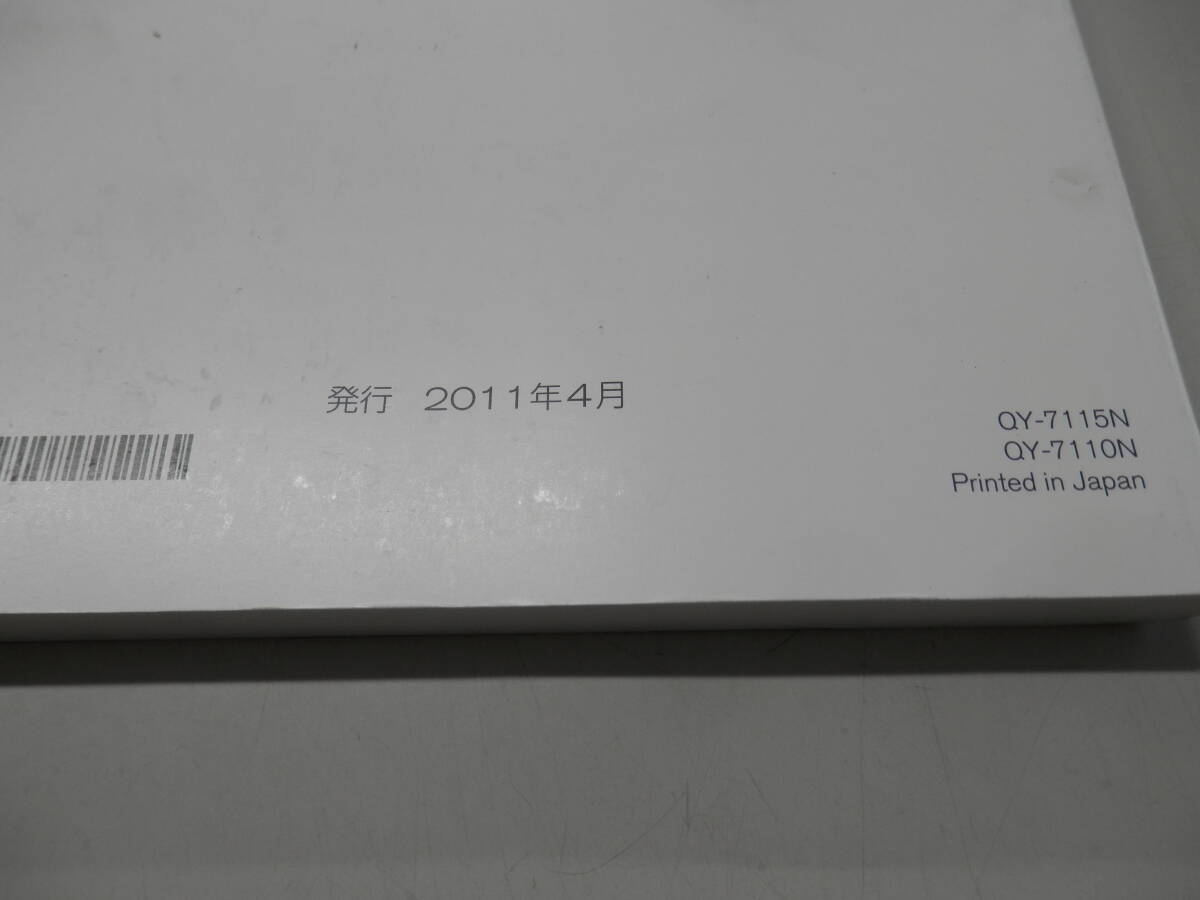 発行　2011年4月
QY-7115N
QY-7110N
Printed in Japan